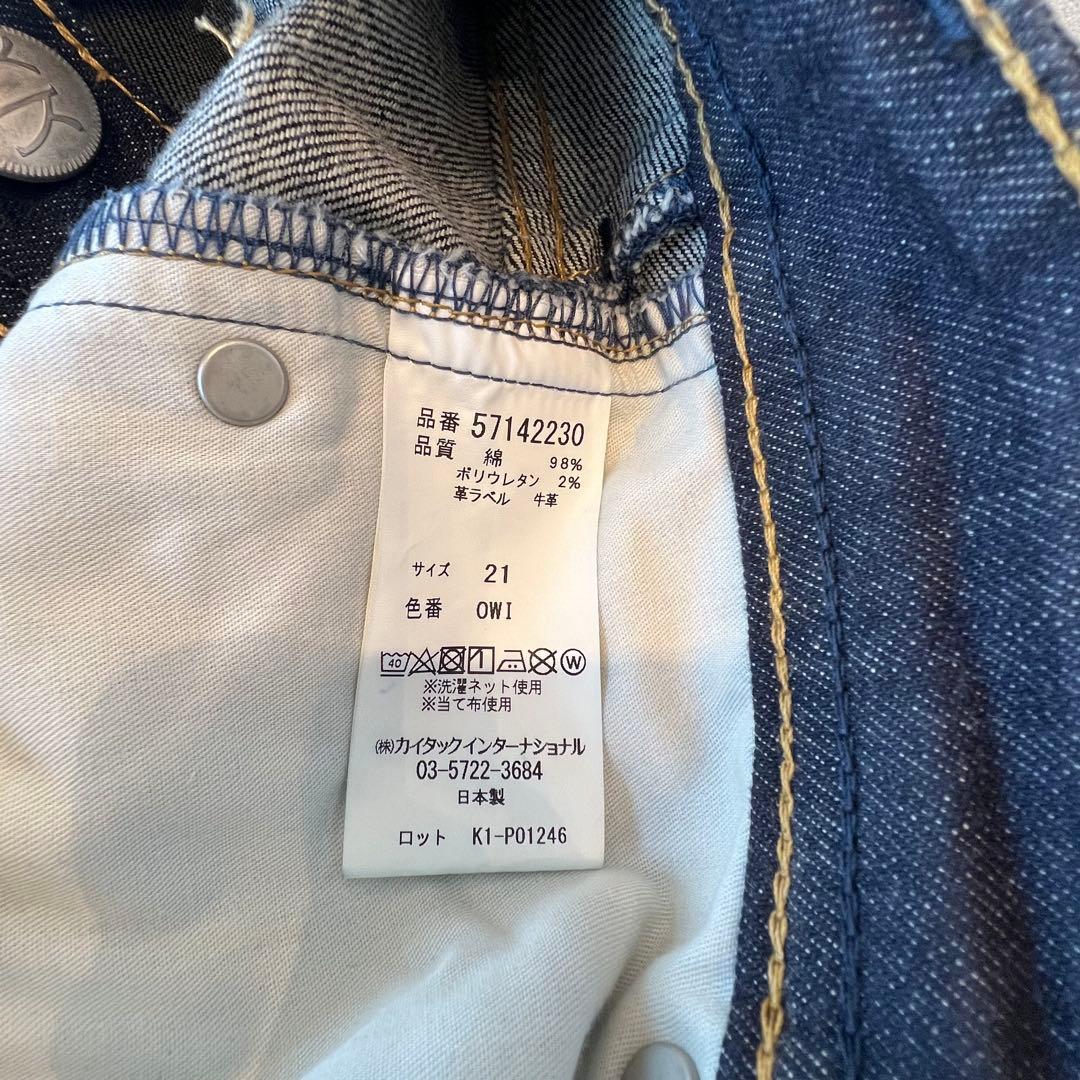 品番 57142230
品質 綿 98%
ポリウレタン 2%
革ラベル 牛革
サイズ 21
色番 OWI
40 W
※洗濯ネット使用
※当て布使用
(株)カイタックインターナショナル
03-5722-3684
日本製
ロット K1-P01246